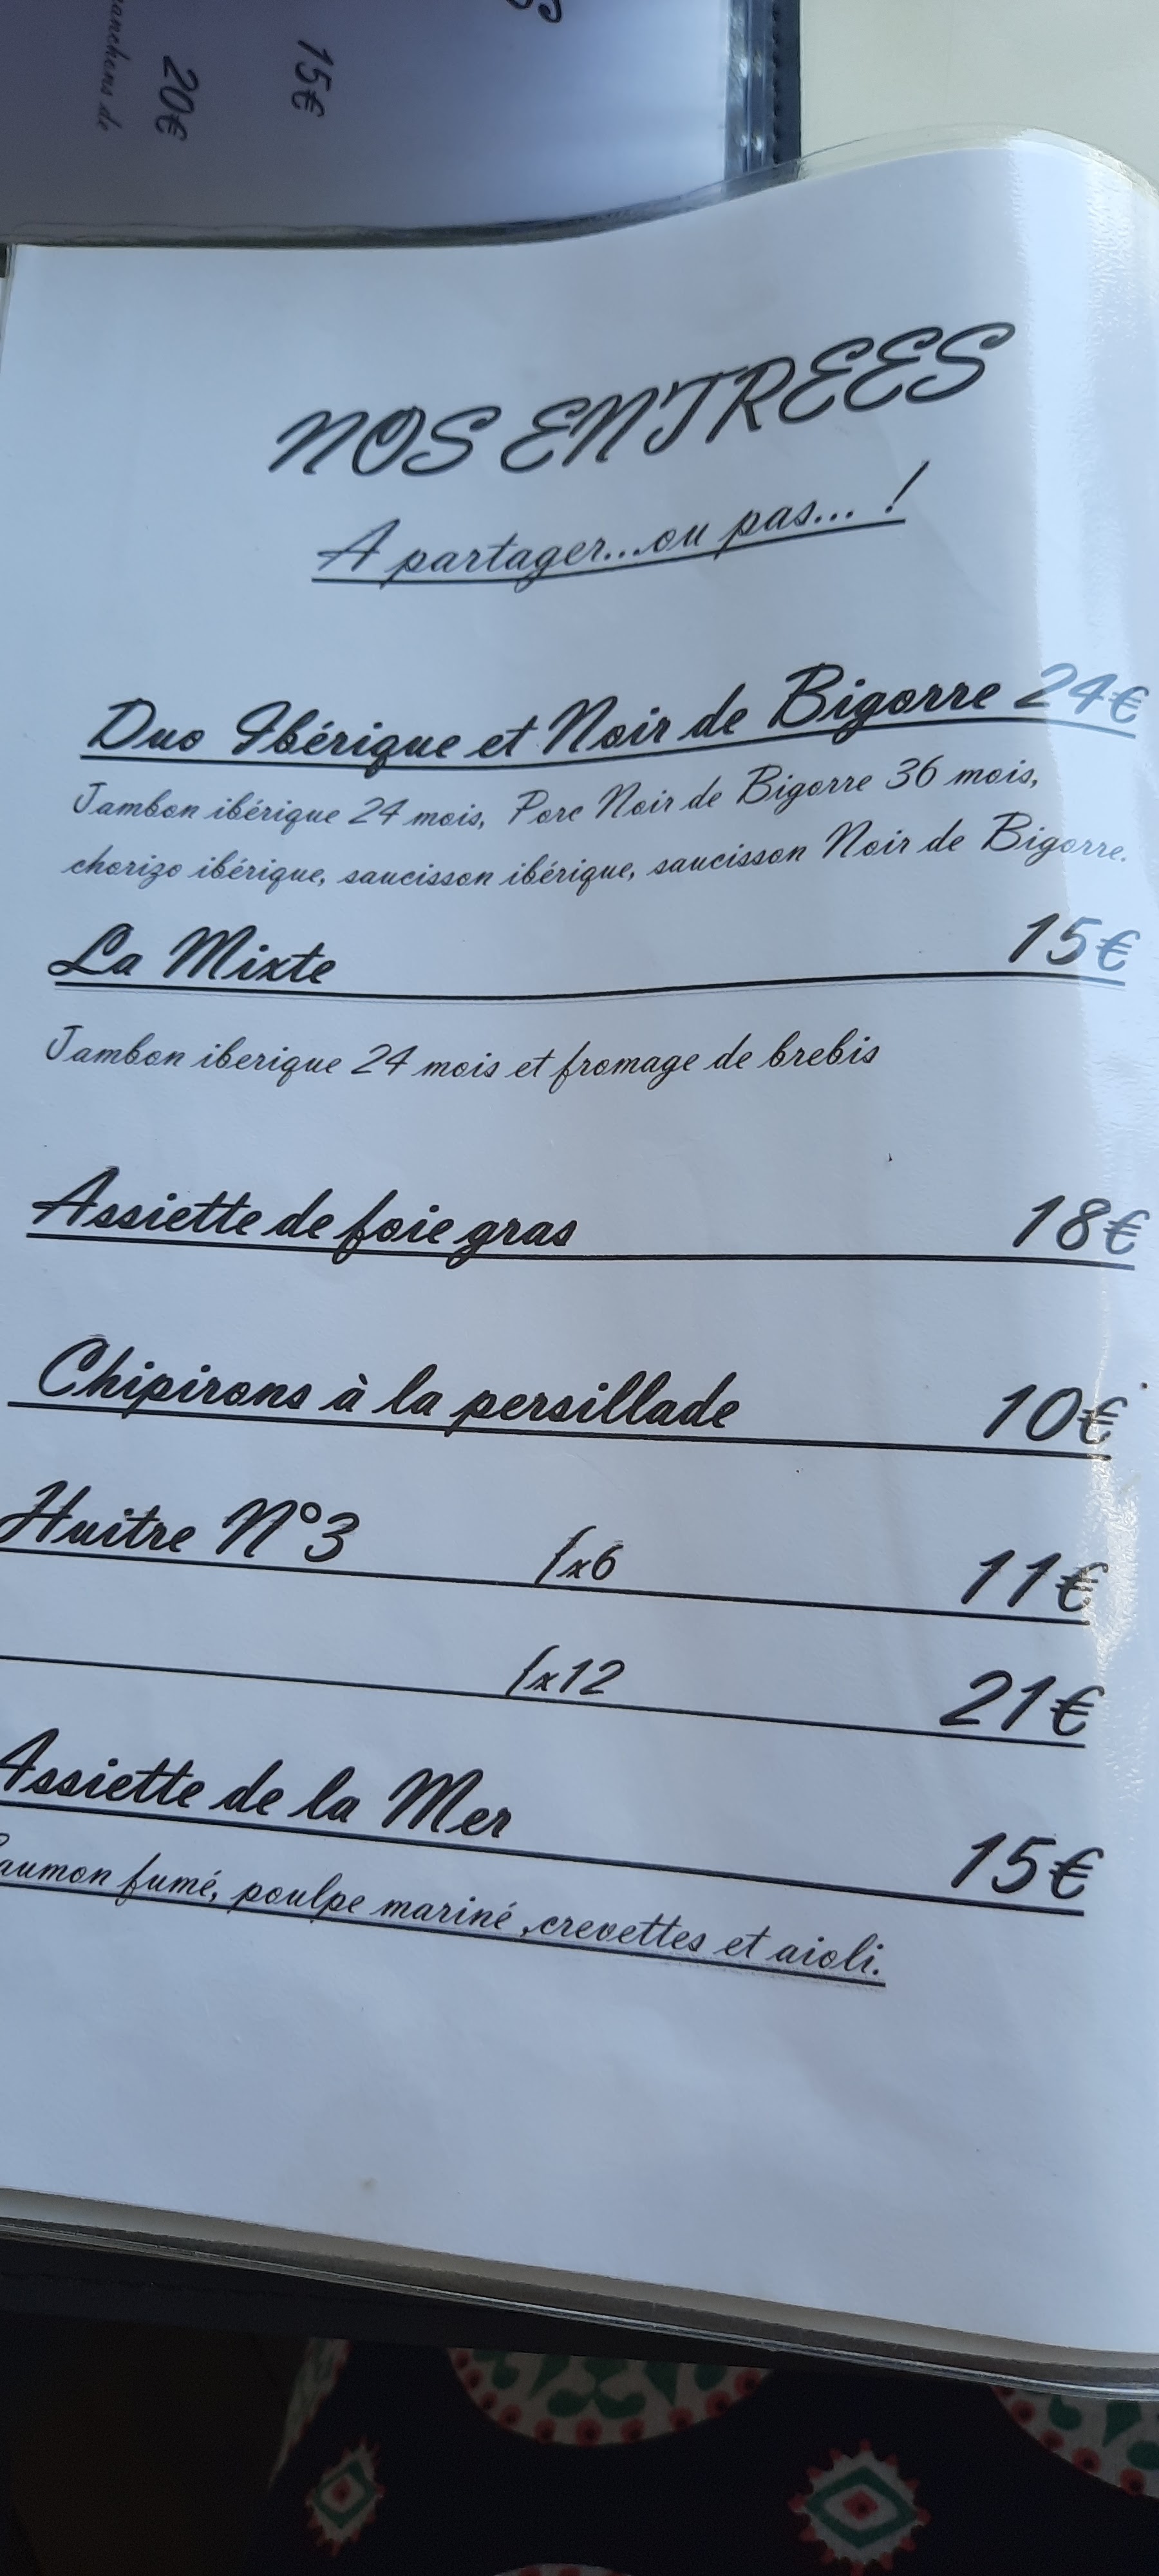 anchons de
20€
15€
NOS ENTREES
A partager...ou pas... !
Duo Ibérique et Noir de Bigorre 24€
Jambon ibérique 24 mois, Porc Noir de Bigorre 36 mois,
chorizo ibérique, saucisson ibérique, saucisson Noir de Bigorre.
La Mixte 15€
Jambon iberique 24 mois et fromage de brebis
Assiette de foie gras 18€
Chipirons à la persillade 10€
Huitre N°3 (x6 11€
(x12 21€
Assiette de la Mer 15€
aumon fumé, poulpe mariné ,crevettes et aioli.